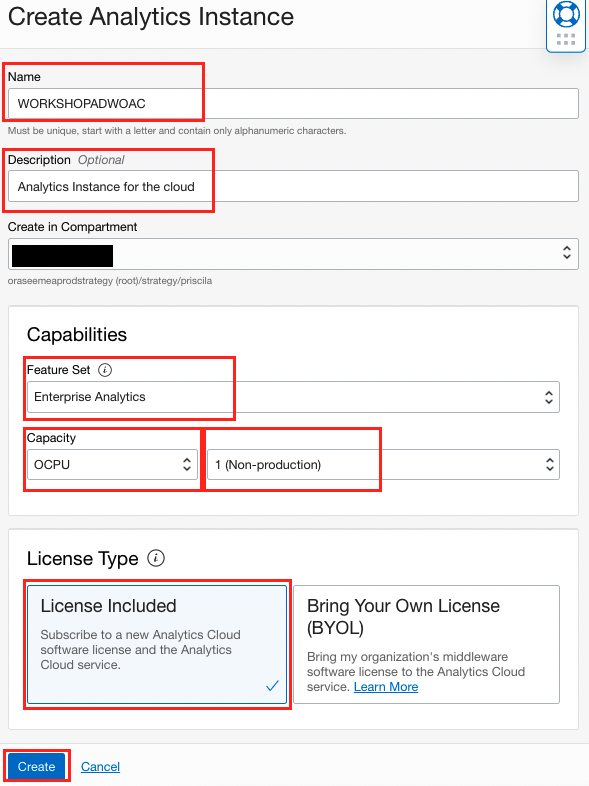 Create Analytics Instance
Name
WORKSHOPADWOAC
Must be unique, start with a letter and contain only alphanumeric characters.
Description Optional
Analytics Instance for the cloud
Create in Compartment
oraseemeaprodstrategy (root)/strategy/priscila
Capabilities
Feature Set i
Enterprise Analytics
Capacity
OCPU 1 (Non-production)
License Type i
License Included
Subscribe to a new Analytics Cloud
software license and the Analytics
Cloud service.
Bring Your Own License
(BYOL)
Bring my organization's middleware
software license to the Analytics Cloud
service. Learn More
Create Cancel